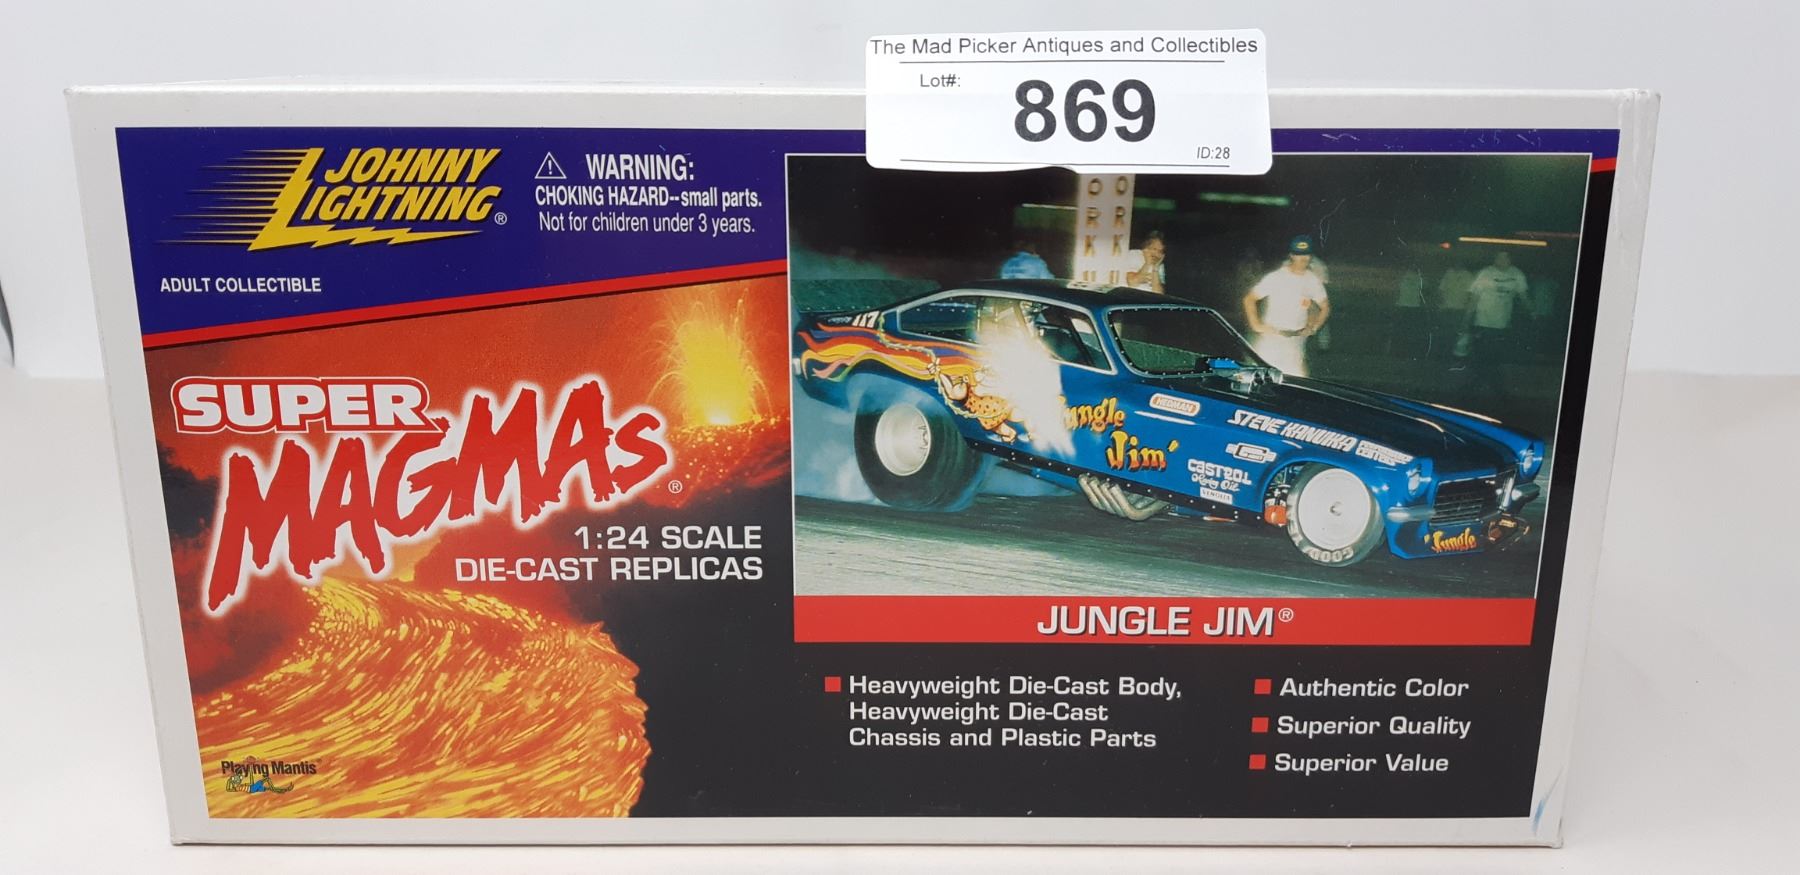 The Mad Picker Antiques and Collectibles
Lot#:
869
ID:28
JOHNNY
LIGHTNING®
ADULT COLLECTIBLE
WARNING:
CHOKING HAZARD--small parts.
Not for children under 3 years.
SUPER
MAGMAS®
1:24 SCALE
DIE-CAST REPLICAS
Playing Mantis
Jungle
Jim'
STEVE KANUIKA
CASTROL
Jungle
JUNGLE JIM®
Heavyweight Die-Cast Body,
Heavyweight Die-Cast
Chassis and Plastic Parts
Authentic Color
Superior Quality
Superior Value